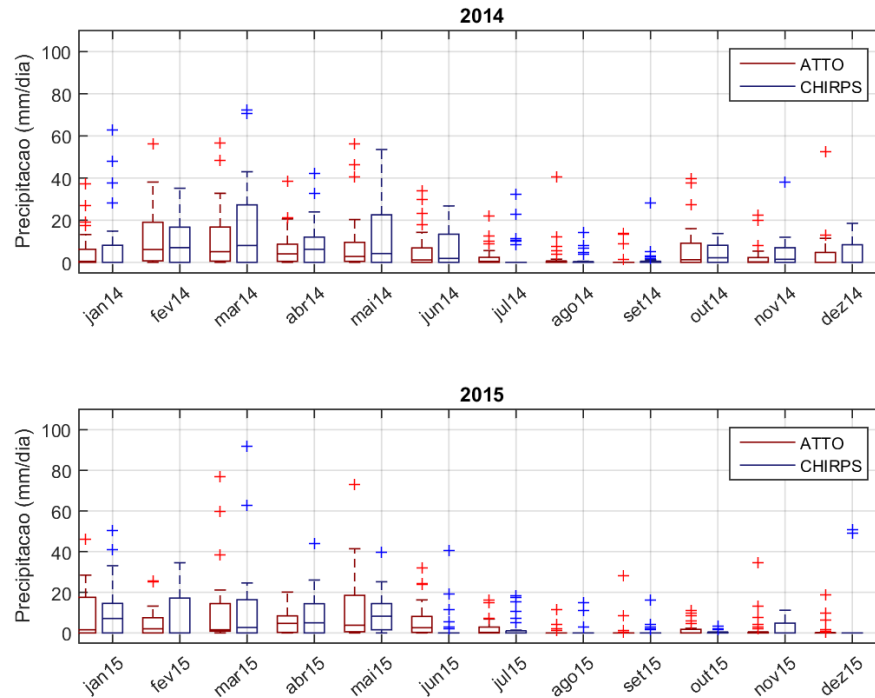 2014
100
80
60
40
20
0
Precipitacao (mm/dia)
ATTO
CHIRPS
jan14
fev14
mar14
abr14
mai14
jun14
jul14
ago14
set14
out14
nov14
dez14
2015
100
80
60
40
20
0
Precipitacao (mm/dia)
ATTO
CHIRPS
jan15
fev15
mar15
abr15
mai15
jun15
jul15
ago15
set15
out15
nov15
dez15